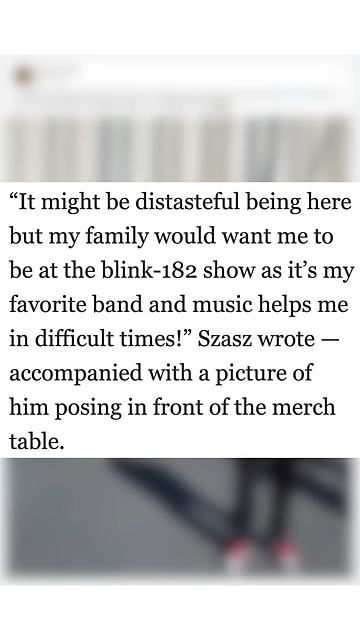 “It might be distasteful being here
but my family would want me to
be at the blink-182 show as it’s my
favorite band and music helps me
in difficult times!” Szasz wrote —
accompanied with a picture of
him posing in front of the merch
table.